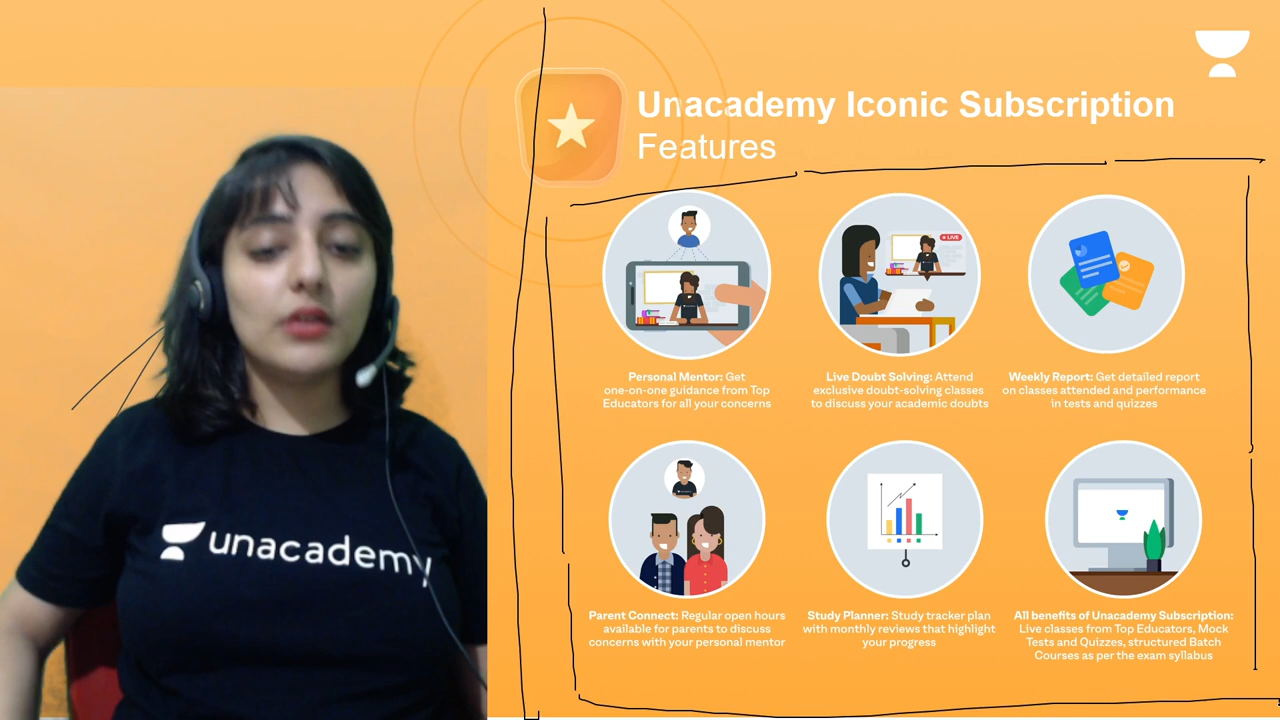 Unacademy Iconic Subscription
Features
LIVE
Personal Mentor: Get
one-on-one guidance from Top
Educators for all your concerns
Live Doubt Solving: Attend
exclusive doubt-solving classes
to discuss your academic doubts
Weekly Report: Get detailed report
on classes attended and performance
in tests and quizzes
unacademy
Parent Connect: Regular open hours
available for parents to discuss
concerns with your personal mentor
Study Planner: Study tracker plan
with monthly reviews that highlight
your progress
All benefits of Unacademy Subscription:
Live classes from Top Educators, Mock
Tests and Quizzes, structured Batch
Courses as per the exam syllabus